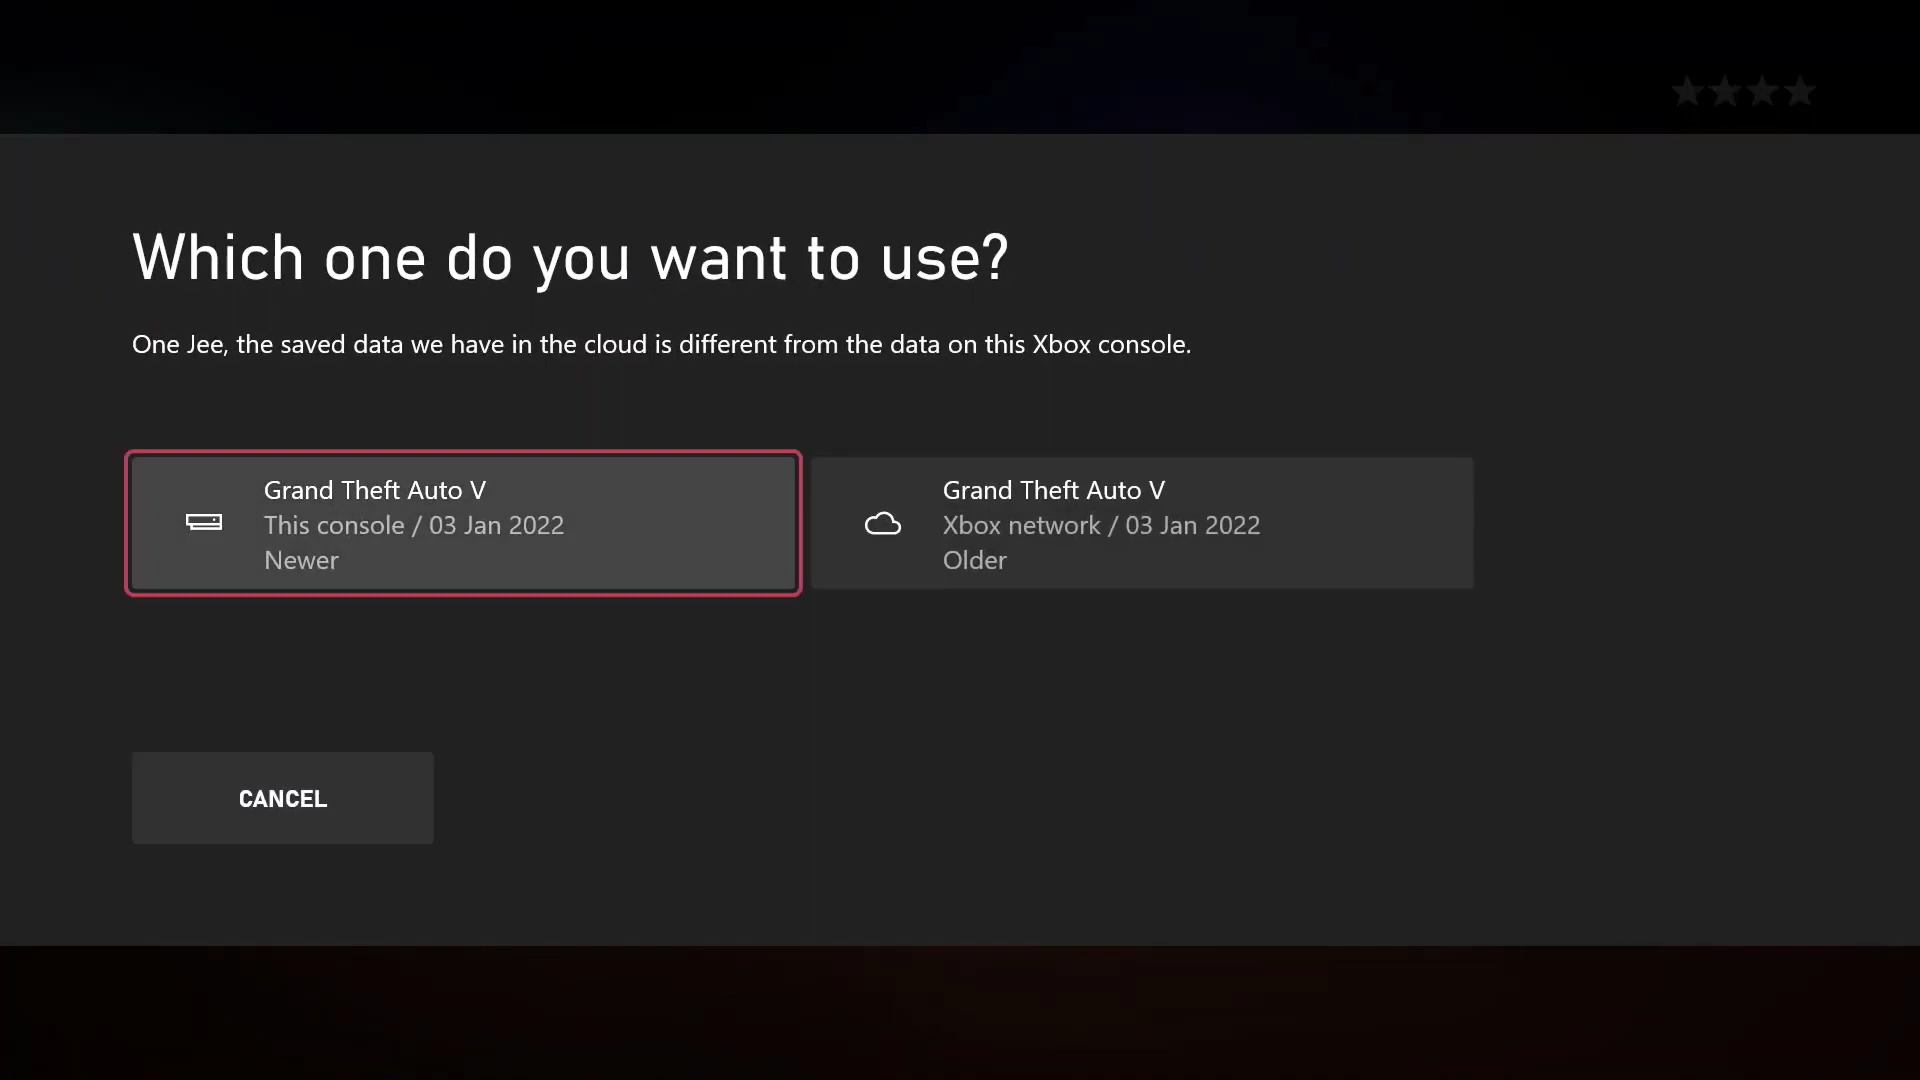 Which one do you want to use?
One Jee, the saved data we have in the cloud is different from the data on this Xbox console.
Grand Theft Auto V
This console / 03 Jan 2022
Newer
Grand Theft Auto V
Xbox network / 03 Jan 2022
Older
CANCEL